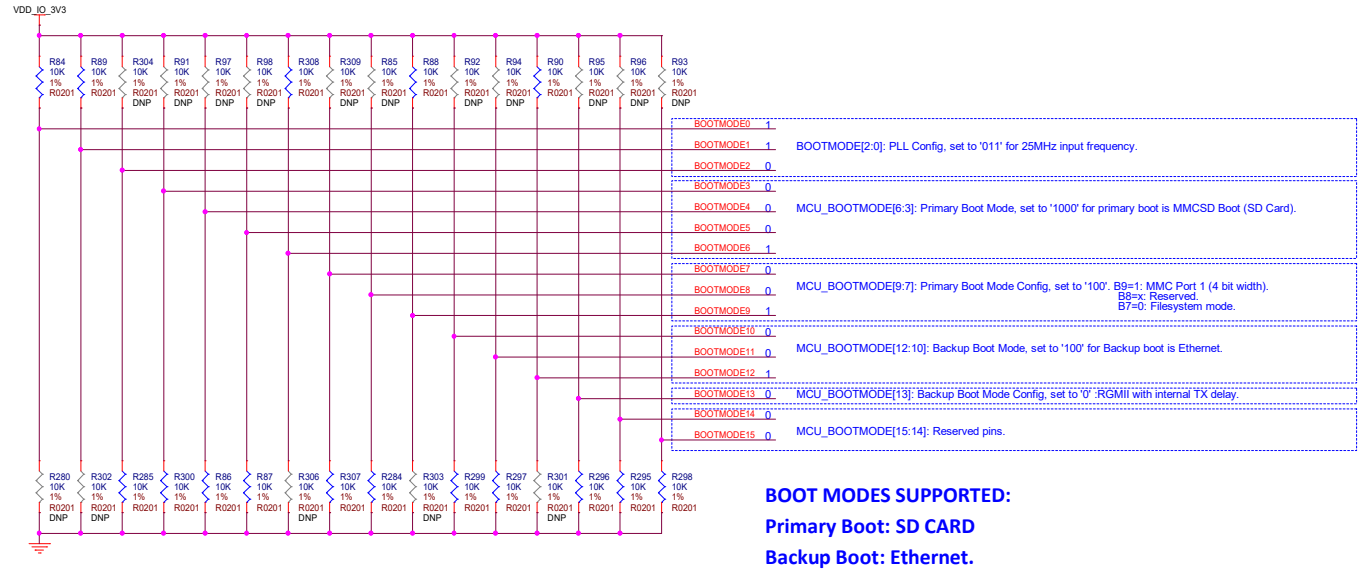 VDD_IO_3V3
R84 R89 R304 R91 R97 R98 R308 R309 R85 R88 R92 R94 R90 R95 R96 R93
10K 10K 10K 10K 10K 10K 10K 10K 10K 10K 10K 10K 10K 10K 10K 10K
1% 1% 1% 1% 1% 1% 1% 1% 1% 1% 1% 1% 1% 1% 1% 1%
R0201 R0201 R0201 R0201 R0201 R0201 R0201 R0201 R0201 R0201 R0201 R0201 R0201 R0201 R0201 R0201
DNP DNP DNP DNP DNP DNP DNP DNP DNP DNP DNP
BOOTMODE0 1
BOOTMODE1 1 BOOTMODE[2:0]: PLL Config, set to '011' for 25MHz input frequency.
BOOTMODE2 0
BOOTMODE3 0
BOOTMODE4 0 MCU_BOOTMODE[6:3]: Primary Boot Mode, set to '1000' for primary boot is MMCSD Boot (SD Card).
BOOTMODE5 0
BOOTMODE6 1
BOOTMODE7 0
BOOTMODE8 0 MCU_BOOTMODE[9:7]: Primary Boot Mode Config, set to '100'. B9=1: MMC Port 1 (4 bit width).
B8=x: Reserved.
B7=0: Filesystem mode.
BOOTMODE9 1
BOOTMODE10 0
BOOTMODE11 0 MCU_BOOTMODE[12:10]: Backup Boot Mode, set to '100' for Backup boot is Ethernet.
BOOTMODE12 1
BOOTMODE13 0 MCU_BOOTMODE[13]: Backup Boot Mode Config, set to '0' :RGMII with internal TX delay.
BOOTMODE14 0
BOOTMODE15 0 MCU_BOOTMODE[15:14]: Reserved pins.
R280 R302 R285 R300 R86 R87 R306 R307 R284 R303 R299 R297 R301 R296 R295 R298
10K 10K 10K 10K 10K 10K 10K 10K 10K 10K 10K 10K 10K 10K 10K 10K
1% 1% 1% 1% 1% 1% 1% 1% 1% 1% 1% 1% 1% 1% 1% 1%
R0201 R0201 R0201 R0201 R0201 R0201 R0201 R0201 R0201 R0201 R0201 R0201 R0201 R0201 R0201 R0201
DNP DNP DNP DNP DNP
BOOT MODES SUPPORTED:
Primary Boot: SD CARD
Backup Boot: Ethernet.